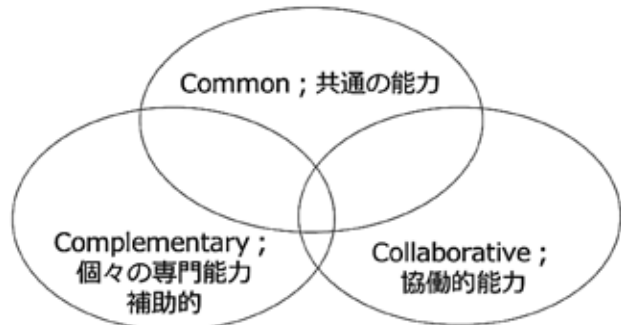 Common ; 共通の能力
Complementary ;
個々の専門能力
補助的
Collaborative ;
協働的能力